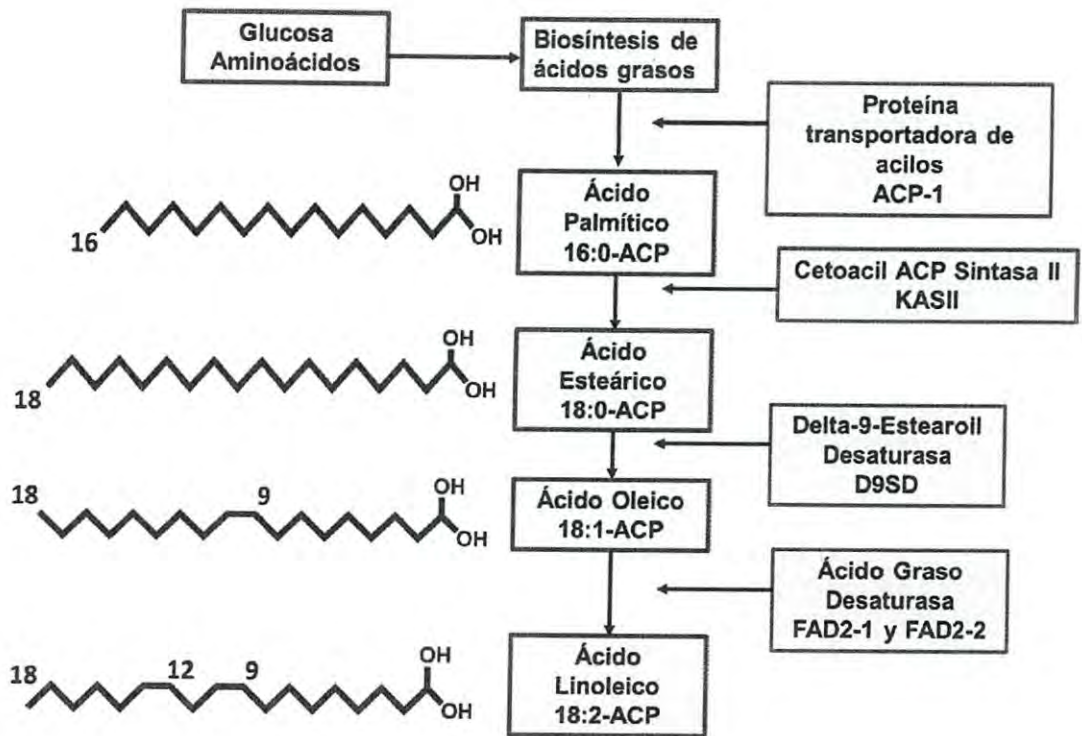 Glucosa
Aminoácidos
Biosíntesis de
ácidos grasos
Proteína
transportadora de
acilos
ACP-1
16
OH
OH
Ácido
Palmítico
16:0-ACP
Cetoacil ACP Sintasa II
KASII
18
OH
OH
Ácido
Esteárico
18:0-ACP
Delta-9-Estearoil
Desaturasa
D9SD
18
9
OH
OH
Ácido Oleico
18:1-ACP
Ácido Graso
Desaturasa
FAD2-1 y FAD2-2
18
12
9
OH
OH
Ácido
Linoleico
18:2-ACP